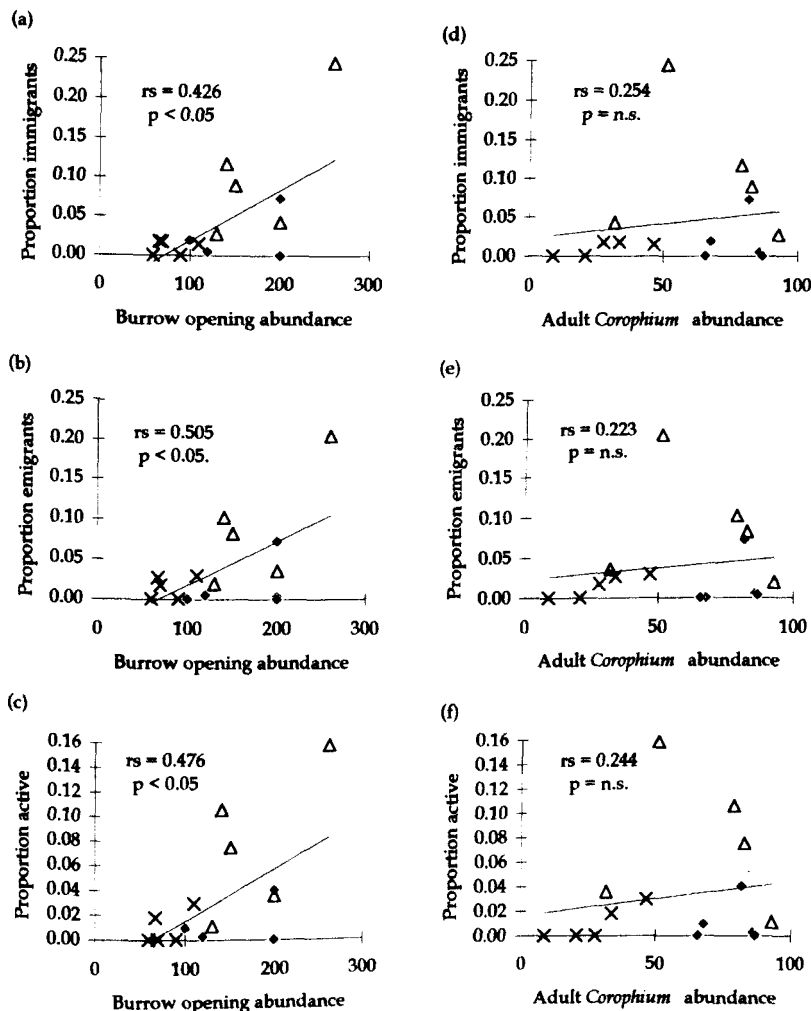 (a)
0.25
0.20
0.15
0.10
0.05
0.00
Proportion immigrants
rs = 0.426
p < 0.05
0
100
200
300
Burrow opening abundance
(d)
0.25
0.20
0.15
0.10
0.05
0.00
Proportion immigrants
rs = 0.254
p = n.s.
0
50
100
Adult Corophium abundance
(b)
0.25
0.20
0.15
0.10
0.05
0.00
Proportion emigrants
rs = 0.505
p < 0.05.
0
100
200
300
Burrow opening abundance
(e)
0.25
0.20
0.15
0.10
0.05
0.00
Proportion emigrants
rs = 0.223
p = n.s.
0
50
100
Adult Corophium abundance
(c)
0.16
0.14
0.12
0.10
0.08
0.06
0.04
0.02
0.00
Proportion active
rs = 0.476
p < 0.05
0
100
200
300
Burrow opening abundance
(f)
0.16
0.14
0.12
0.10
0.08
0.06
0.04
0.02
0.00
Proportion active
rs = 0.244
p = n.s.
0
50
100
Adult Corophium abundance